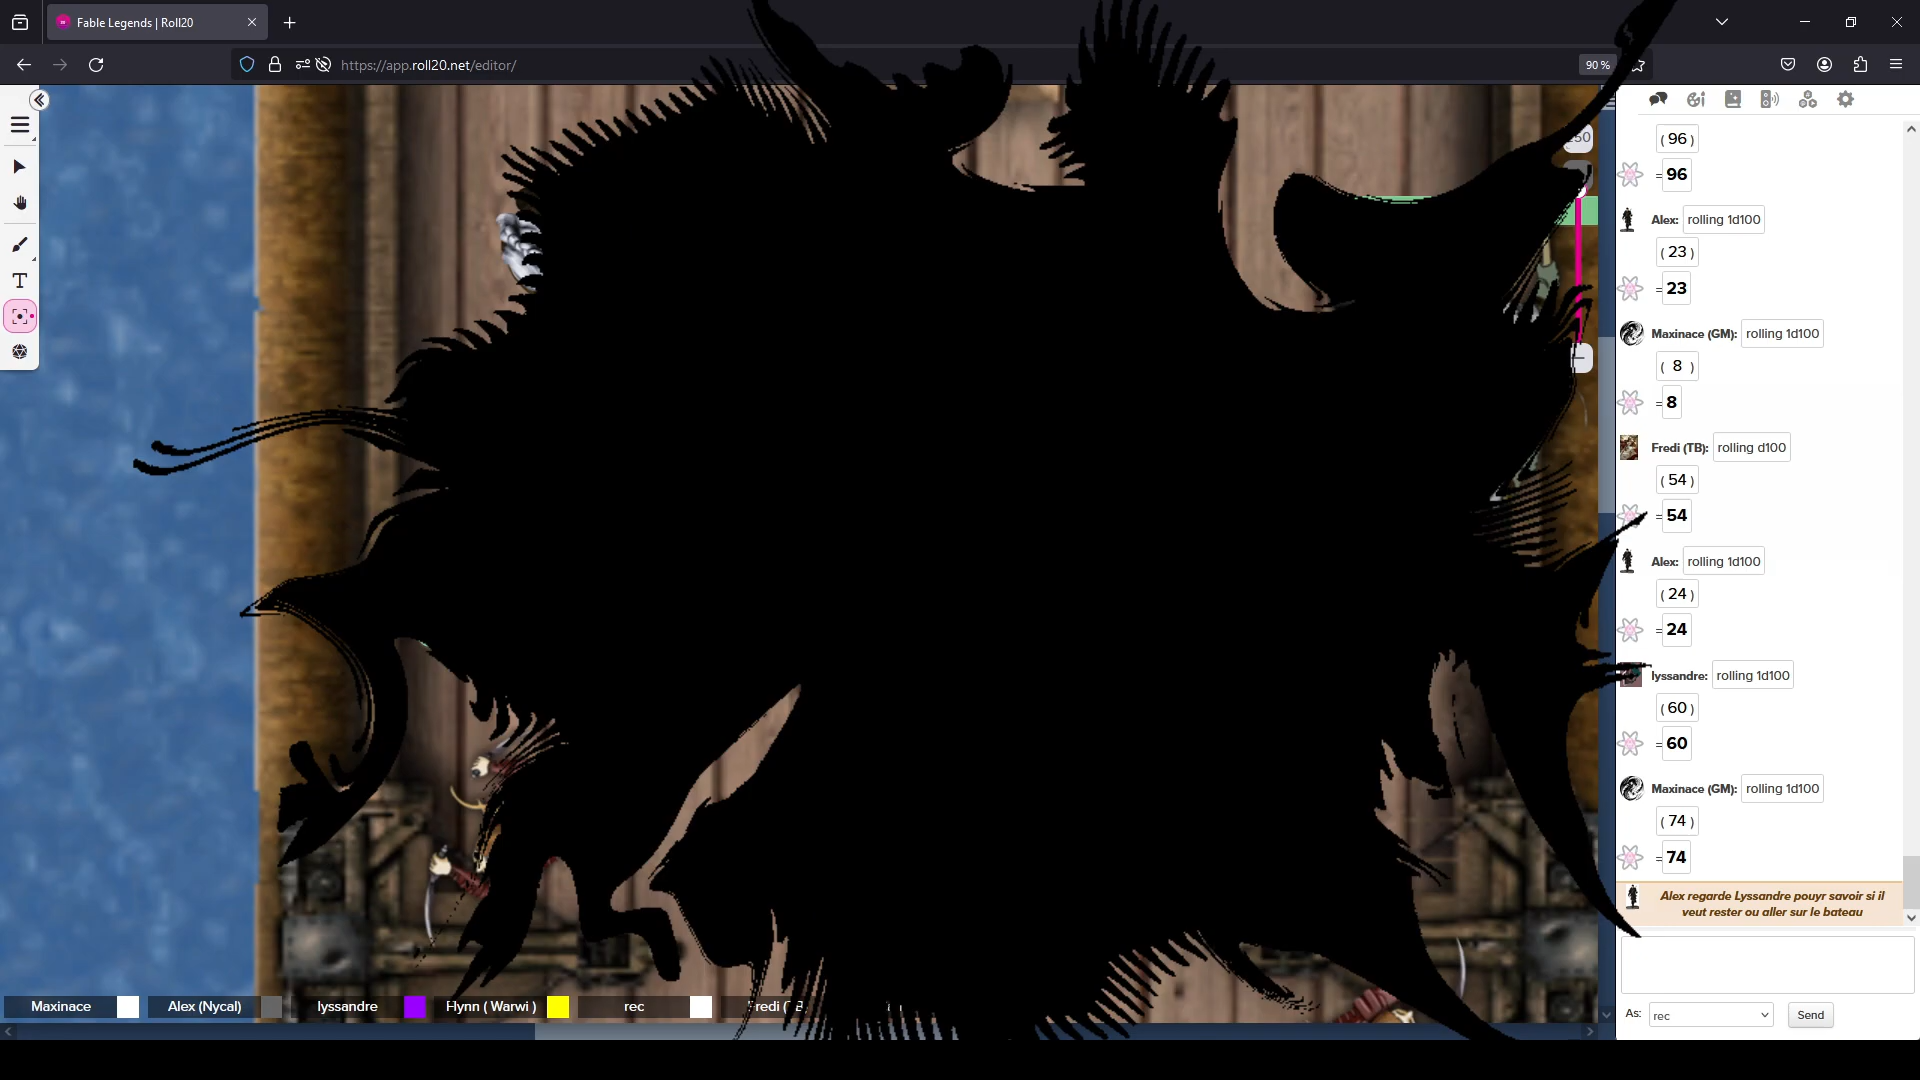 Fable Legends | Roll20
https://app.roll20.net/editor/
90 %
( 96 )
= 96
Alex: rolling 1d100
( 23 )
= 23
Maxinace (GM): rolling 1d100
( 8 )
= 8
Fredi (TB): rolling d100
( 54 )
= 54
Alex: rolling 1d100
( 24 )
= 24
lyssandre: rolling 1d100
( 60 )
= 60
Maxinace (GM): rolling 1d100
( 74 )
= 74
Alex regarde Lyssandre pouyr savoir si il
veut rester ou aller sur le bateau
Maxinace
Alex (Nycal)
lyssandre
Hynn ( Warwi )
rec
As: rec
Send